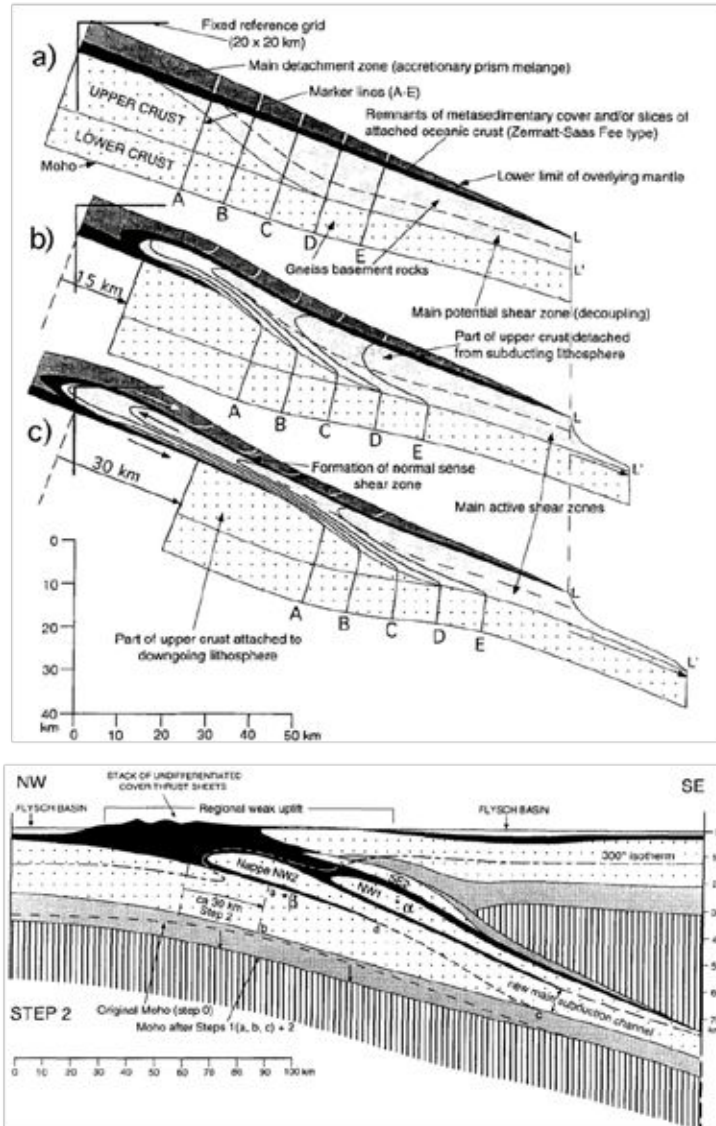 Fixed reference grid
(20 x 20 km)
a)
Main detachment zone (accretionary prism melange)
Marker lines (A-E)
UPPER CRUST
Remnants of metasedimentary cover and/or slices of
attached oceanic crust (Zermatt-Saas Fee type)
LOWER CRUST
Moho
Lower limit of overlying mantle
A
B
C
D
E
L
L'
b)
Gneiss basement rocks
Main potential shear zone (decoupling)
15 km
Part of upper crust detached
from subducting lithosphere
A
B
C
D
E
L
L'
c)
Formation of normal sense
shear zone
30 km
Main active shear zones
0
10
20
30
40
km
A
B
C
D
E
L
L'
Part of upper crust attached to
downgoing lithosphere
0 10 20 30 40 50 km
NW
STACK OF UNDIFFERENTIATED
COVER THRUST SHEETS
SE
FLYSCH BASIN
Regional weak uplift
FLYSCH BASIN
300° isotherm
Nappe NW2
NW1
SE2
α
β
α
ca 30 km
Step 2
b
new main subduction channel
c
Original Moho (step 0)
STEP 2
Moho after Steps 1(a, b, c) + 2
0 10 20 30 40 50 60 70 80 90 100 km